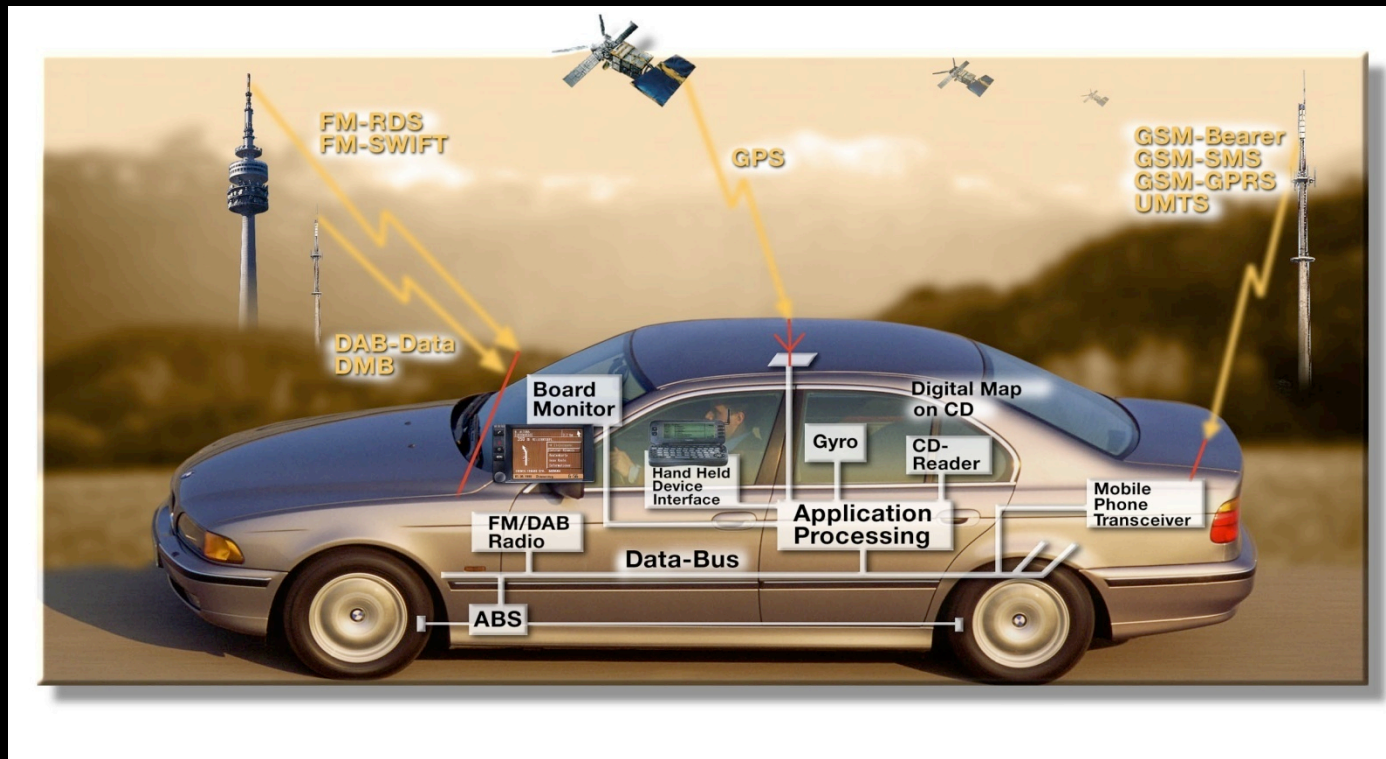 FM-RDS
FM-SWIFT
GPS
GSM-Bearer
GSM-SMS
GSM-GPRS
UMTS
DAB-Data
DMB
Board
Monitor
Digital Map
on CD
Gyro
CD-
Reader
Hand Held
Device
Interface
Mobile
Phone
Transceiver
FM/DAB
Radio
Application
Processing
Data-Bus
ABS